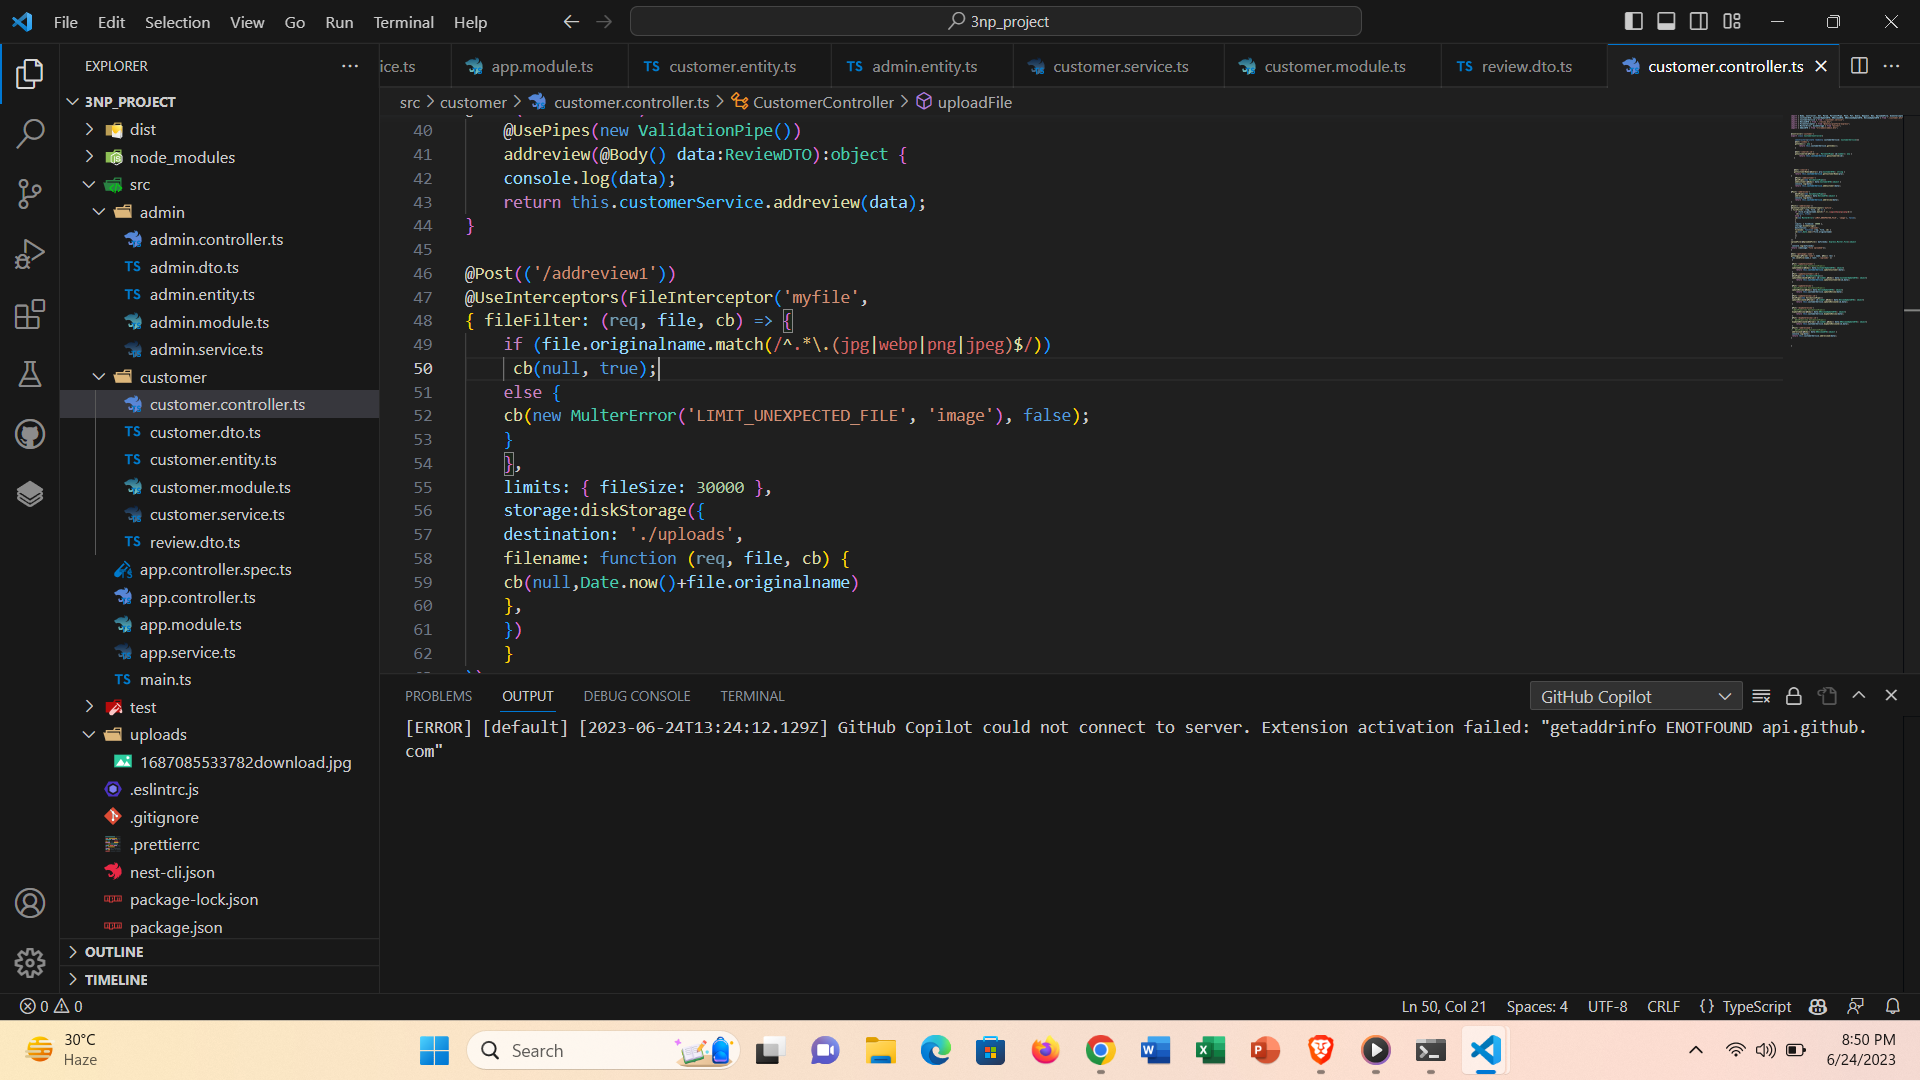 File Edit Selection View Go Run Terminal Help
3np_project
EXPLORER
ice.ts
app.module.ts
TS customer.entity.ts
TS admin.entity.ts
customer.service.ts
customer.module.ts
TS review.dto.ts
customer.controller.ts
src > customer > customer.controller.ts > CustomerController > uploadFile
3NP_PROJECT
dist
node_modules
src
admin
admin.controller.ts
TS admin.dto.ts
TS admin.entity.ts
admin.module.ts
admin.service.ts
customer
customer.controller.ts
TS customer.dto.ts
TS customer.entity.ts
customer.module.ts
customer.service.ts
TS review.dto.ts
app.controller.spec.ts
app.controller.ts
app.module.ts
app.service.ts
TS main.ts
test
uploads
1687085533782download.jpg
.eslintrc.js
.gitignore
.prettierrc
nest-cli.json
package-lock.json
package.json
OUTLINE
TIMELINE
40 @UsePipes(new ValidationPipe())
41 addreview(@Body() data:ReviewDTO):object {
42 console.log(data);
43 return this.customerService.addreview(data);
44 }
45
46 @Post(('/addreview1'))
47 @UseInterceptors(FileInterceptor('myfile',
48 { fileFilter: (req, file, cb) => {
49 if (file.originalname.match(/^.*\.(jpg|webp|png|jpeg)$/))
50 cb(null, true);
51 else {
52 cb(new MulterError('LIMIT_UNEXPECTED_FILE', 'image'), false);
53 }
54 },
55 limits: { fileSize: 30000 },
56 storage:diskStorage({
57 destination: './uploads',
58 filename: function (req, file, cb) {
59 cb(null,Date.now()+file.originalname)
60 },
61 })
62 }
PROBLEMS OUTPUT DEBUG CONSOLE TERMINAL
GitHub Copilot
[ERROR] [default] [2023-06-24T13:24:12.129Z] GitHub Copilot could not connect to server. Extension activation failed: "getaddrinfo ENOTFOUND api.github.
com"
0 0
Ln 50, Col 21 Spaces: 4 UTF-8 CRLF {} TypeScript
30°C
Haze
Search
8:50 PM
6/24/2023